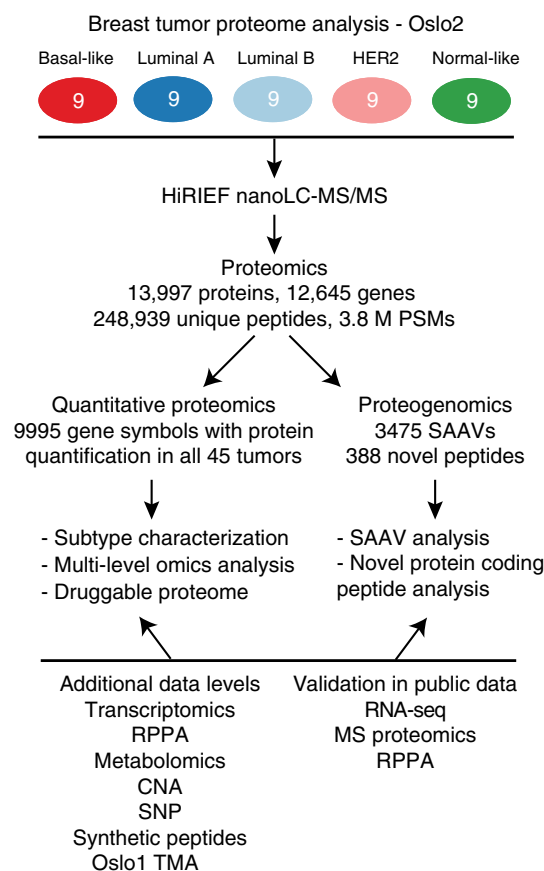 Breast tumor proteome analysis - Oslo2
Basal-like Luminal A Luminal B HER2 Normal-like
9 9 9 9 9
HiRIEF nanoLC-MS/MS
Proteomics
13,997 proteins, 12,645 genes
248,939 unique peptides, 3.8 M PSMs
Quantitative proteomics
9995 gene symbols with protein
quantification in all 45 tumors
Proteogenomics
3475 SAAVs
388 novel peptides
- Subtype characterization
- Multi-level omics analysis
- Druggable proteome
- SAAV analysis
- Novel protein coding
peptide analysis
Additional data levels
Transcriptomics
RPPA
Metabolomics
CNA
SNP
Synthetic peptides
Oslo1 TMA
Validation in public data
RNA-seq
MS proteomics
RPPA